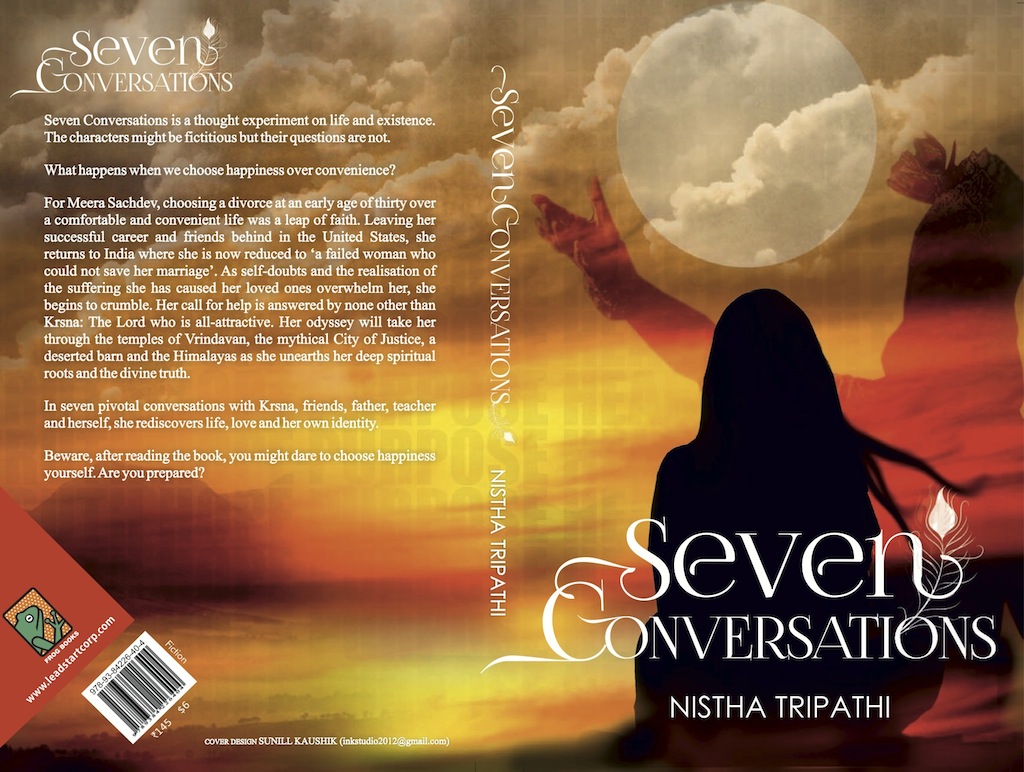 Seven
CONVERSATIONS
Seven Conversations is a thought experiment on life and existence.
The characters might be fictitious but their questions are not.
What happens when we choose happiness over convenience?
For Meera Sachdev, choosing a divorce at an early age of thirty over
a comfortable and convenient life was a leap of faith. Leaving her
successful career and friends behind in the United States, she
returns to India where she is now reduced to ‘a failed woman who
could not save her marriage’. As self-doubts and the realisation of
the suffering she has caused her loved ones overwhelm her, she
begins to crumble. Her call for help is answered by none other than
Krsna: The Lord who is all-attractive. Her odyssey will take her
through the temples of Vrindavan, the mythical City of Justice, a
deserted barn and the Himalayas as she unearths her deep spiritual
roots and the divine truth.
In seven pivotal conversations with Krsna, friends, father, teacher
and herself, she rediscovers life, love and her own identity.
Beware, after reading the book, you might dare to choose happiness
yourself. Are you prepared?
FROG BOOKS
www.leadstartcorp.com
Fiction
978-93-84226-40-4
₹145 $6
COVER DESIGN SUNILL KAUSHIK (inkstudio2012@gmail.com)
Seven CONVERSATIONS
NISTHA TRIPATHI
PURPOSE
Seven
CONVERSATIONS
NISTHA TRIPATHI